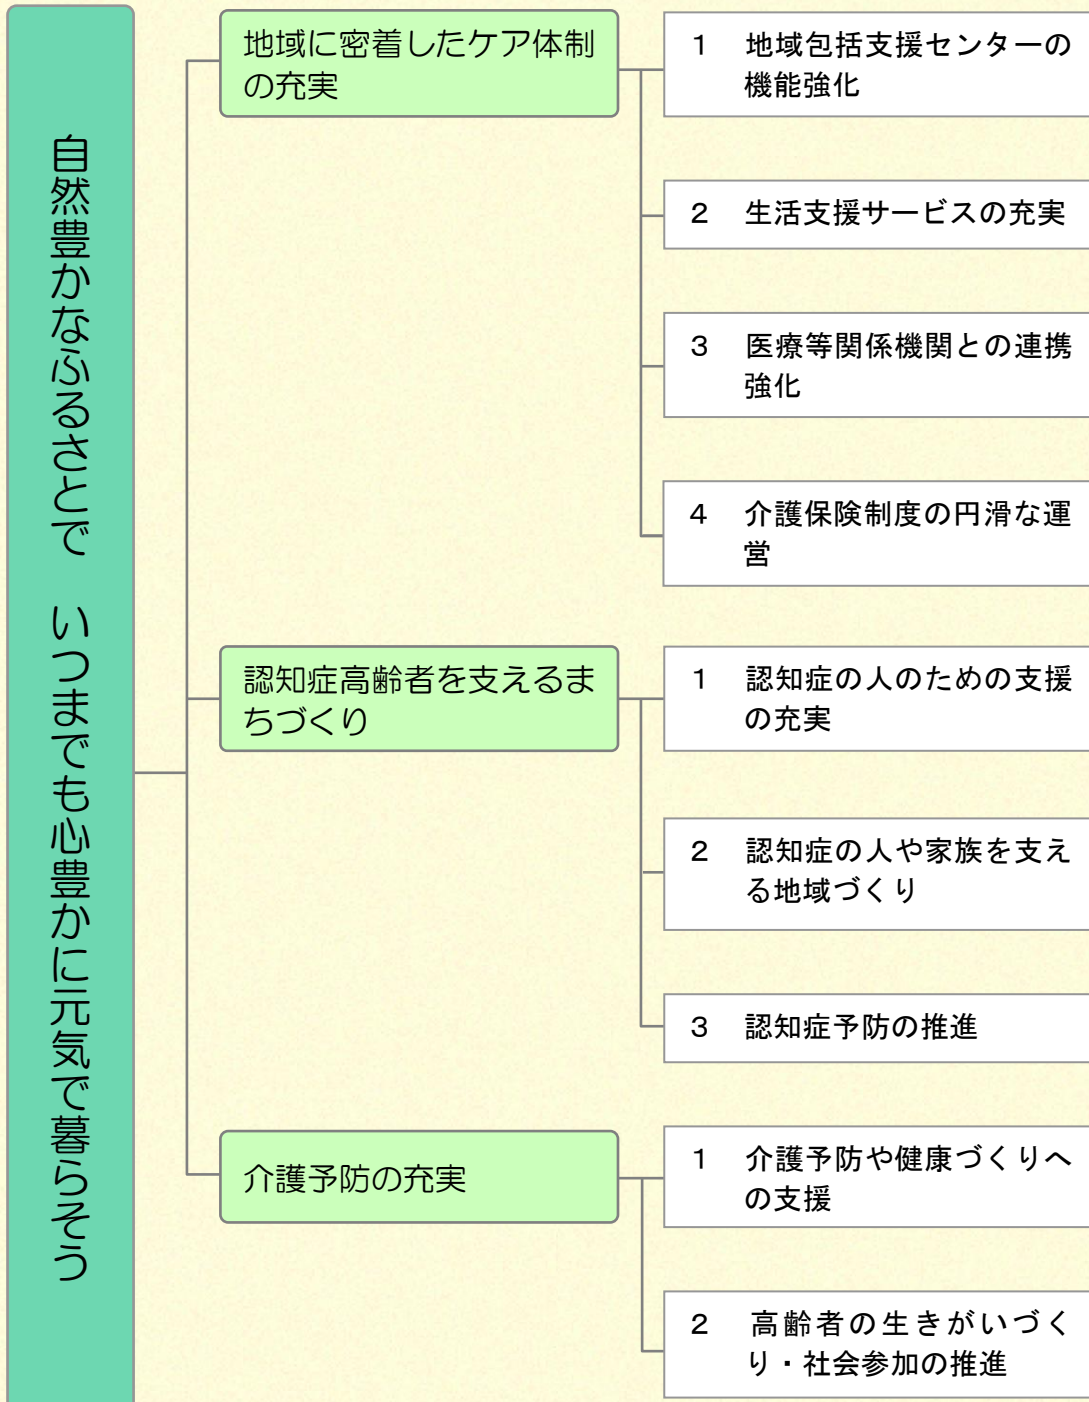 自然豊かなふるさとで　いつまでも心豊かに元気で暮らそう
地域に密着したケア体制
の充実
1　地域包括支援センターの
機能強化
2　生活支援サービスの充実
3　医療等関係機関との連携
強化
4　介護保険制度の円滑な運
営
認知症高齢者を支えるま
ちづくり
1　認知症の人のための支援
の充実
2　認知症の人や家族を支え
る地域づくり
3　認知症予防の推進
介護予防の充実
1　介護予防や健康づくりへ
の支援
2　高齢者の生きがいづく
り・社会参加の推進